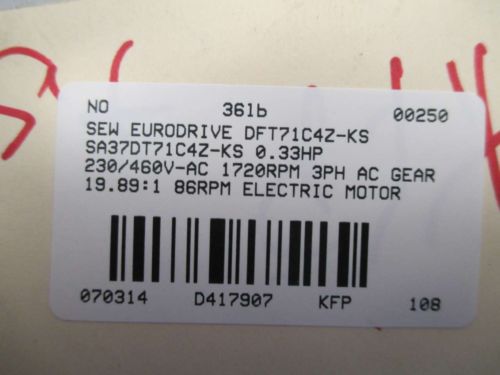 NO 36lb 00250
SEW EURODRIVE DFT71C4Z-KS
SA37DT71C4Z-KS 0.33HP
230/460V-AC 1720RPM 3PH AC GEAR
19.89:1 86RPM ELECTRIC MOTOR
070314 D417907 KFP 108